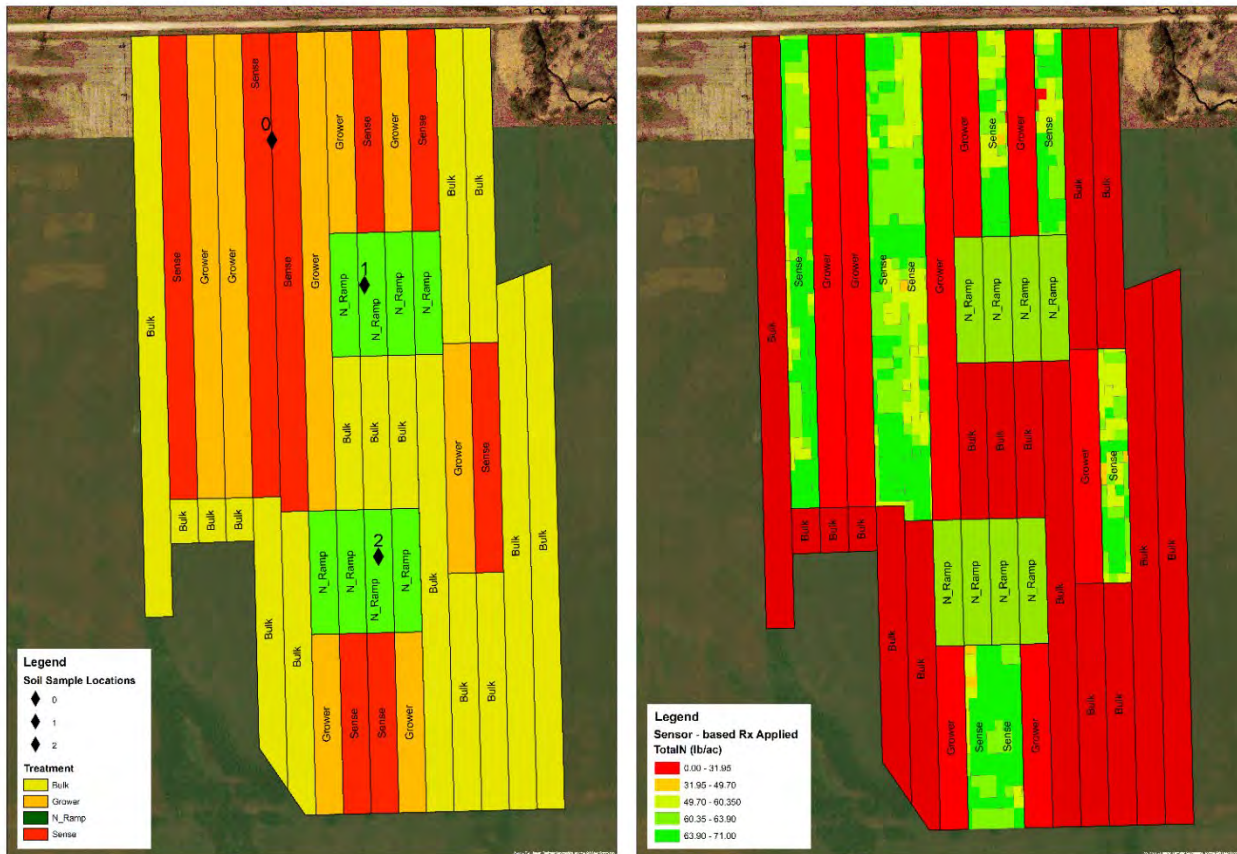 Sense
0
Grower
Sense
Grower
Sense
Bulk
Bulk
Sense
Grower
Grower
Sense
Grower
1
N_Ramp
N_Ramp
N_Ramp
N_Ramp
Bulk
Bulk
Bulk
Bulk
Grower
Sense
Bulk
Bulk
Bulk
Bulk
Bulk
2
N_Ramp
N_Ramp
N_Ramp
N_Ramp
Bulk
Bulk
Bulk
Grower
Sense
Sense
Grower
Bulk
Bulk
Legend
Soil Sample Locations
0
1
2
Treatment
Bulk
Grower
N_Ramp
Sense
Grower
Sense
Grower
Sense
Bulk
Bulk
Sense
Grower
Grower
Sense
Sense
Grower
N_Ramp
N_Ramp
N_Ramp
N_Ramp
Bulk
Bulk
Bulk
Bulk
Grower
Sense
Bulk
Bulk
Bulk
Bulk
Bulk
N_Ramp
N_Ramp
N_Ramp
N_Ramp
Bulk
Bulk
Bulk
Grower
Sense
Sense
Grower
Bulk
Bulk
Legend
Sensor - based Rx Applied
TotalN (lb/ac)
0.00 - 31.95
31.95 - 49.70
49.70 - 60.350
60.35 - 63.90
63.90 - 71.00